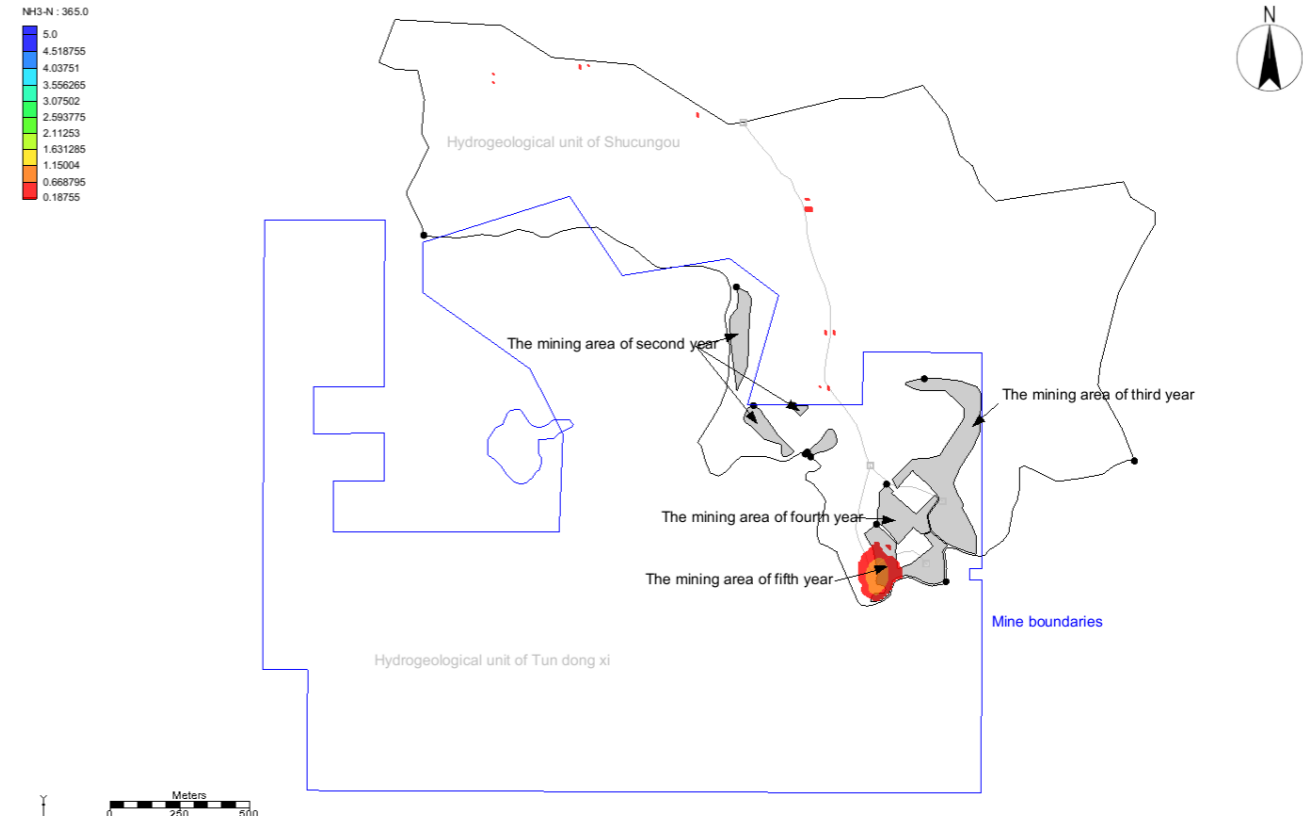 NH3-N : 365.0
5.0
4.518755
4.03751
3.556265
3.07502
2.593775
2.11253
1.631285
1.15004
0.668795
0.18755
N
Hydrogeological unit of Shucungou
The mining area of second year
The mining area of third year
The mining area of fourth year
The mining area of fifth year
Mine boundaries
Hydrogeological unit of Tun dong xi
Y
Meters
0 250 500